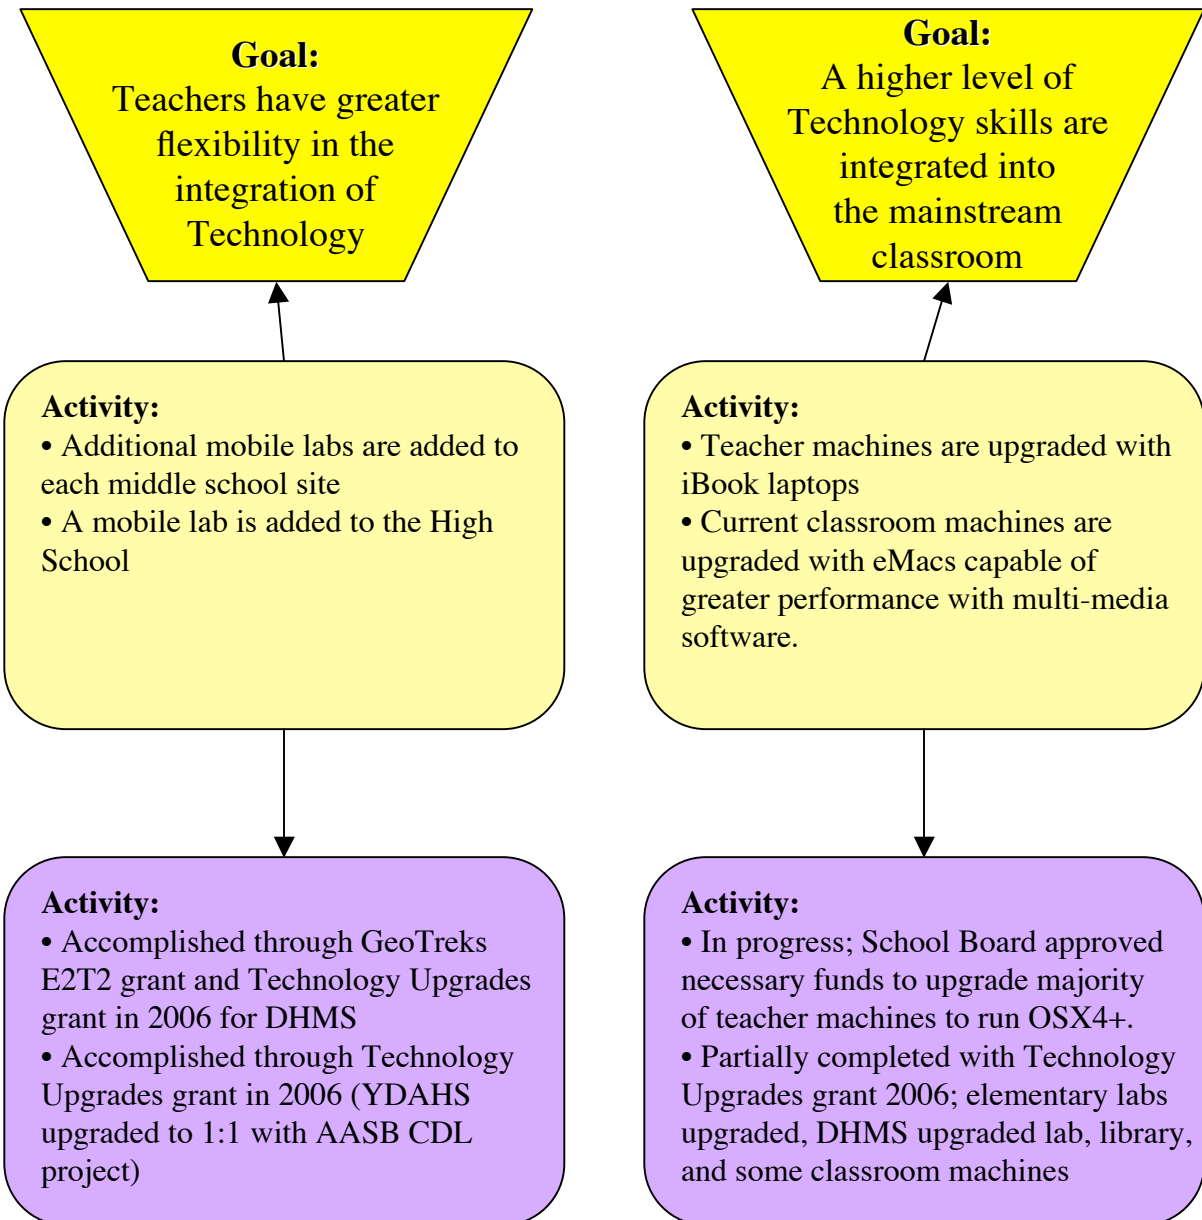 Goal:
Teachers have greater
flexibility in the
integration of
Technology
Goal:
A higher level of
Technology skills are
integrated into
the mainstream
classroom
Activity:
• Additional mobile labs are added to
each middle school site
• A mobile lab is added to the High
School
Activity:
• Teacher machines are upgraded with
iBook laptops
• Current classroom machines are
upgraded with eMacs capable of
greater performance with multi-media
software.
Activity:
• Accomplished through GeoTreks
E2T2 grant and Technology Upgrades
grant in 2006 for DHMS
• Accomplished through Technology
Upgrades grant in 2006 (YDAHS
upgraded to 1:1 with AASB CDL
project)
Activity:
• In progress; School Board approved
necessary funds to upgrade majority
of teacher machines to run OSX4+.
• Partially completed with Technology
Upgrades grant 2006; elementary labs
upgraded, DHMS upgraded lab, library,
and some classroom machines